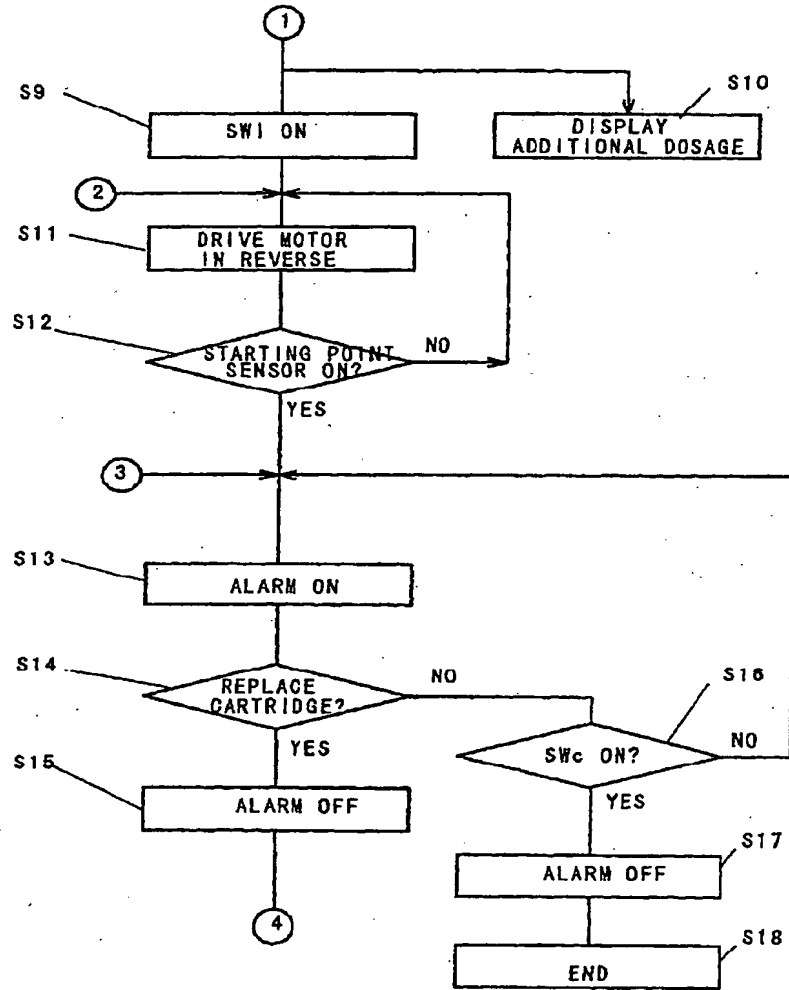 1
S9
SWI ON
S10
DISPLAY
ADDITIONAL DOSAGE
2
S11
DRIVE MOTOR
IN REVERSE
S12
STARTING POINT
SENSOR ON?
NO
YES
3
S13
ALARM ON
S14
REPLACE
CARTRIDGE?
NO
YES
S16
SWc ON?
NO
YES
S15
ALARM OFF
S17
ALARM OFF
4
S18
END